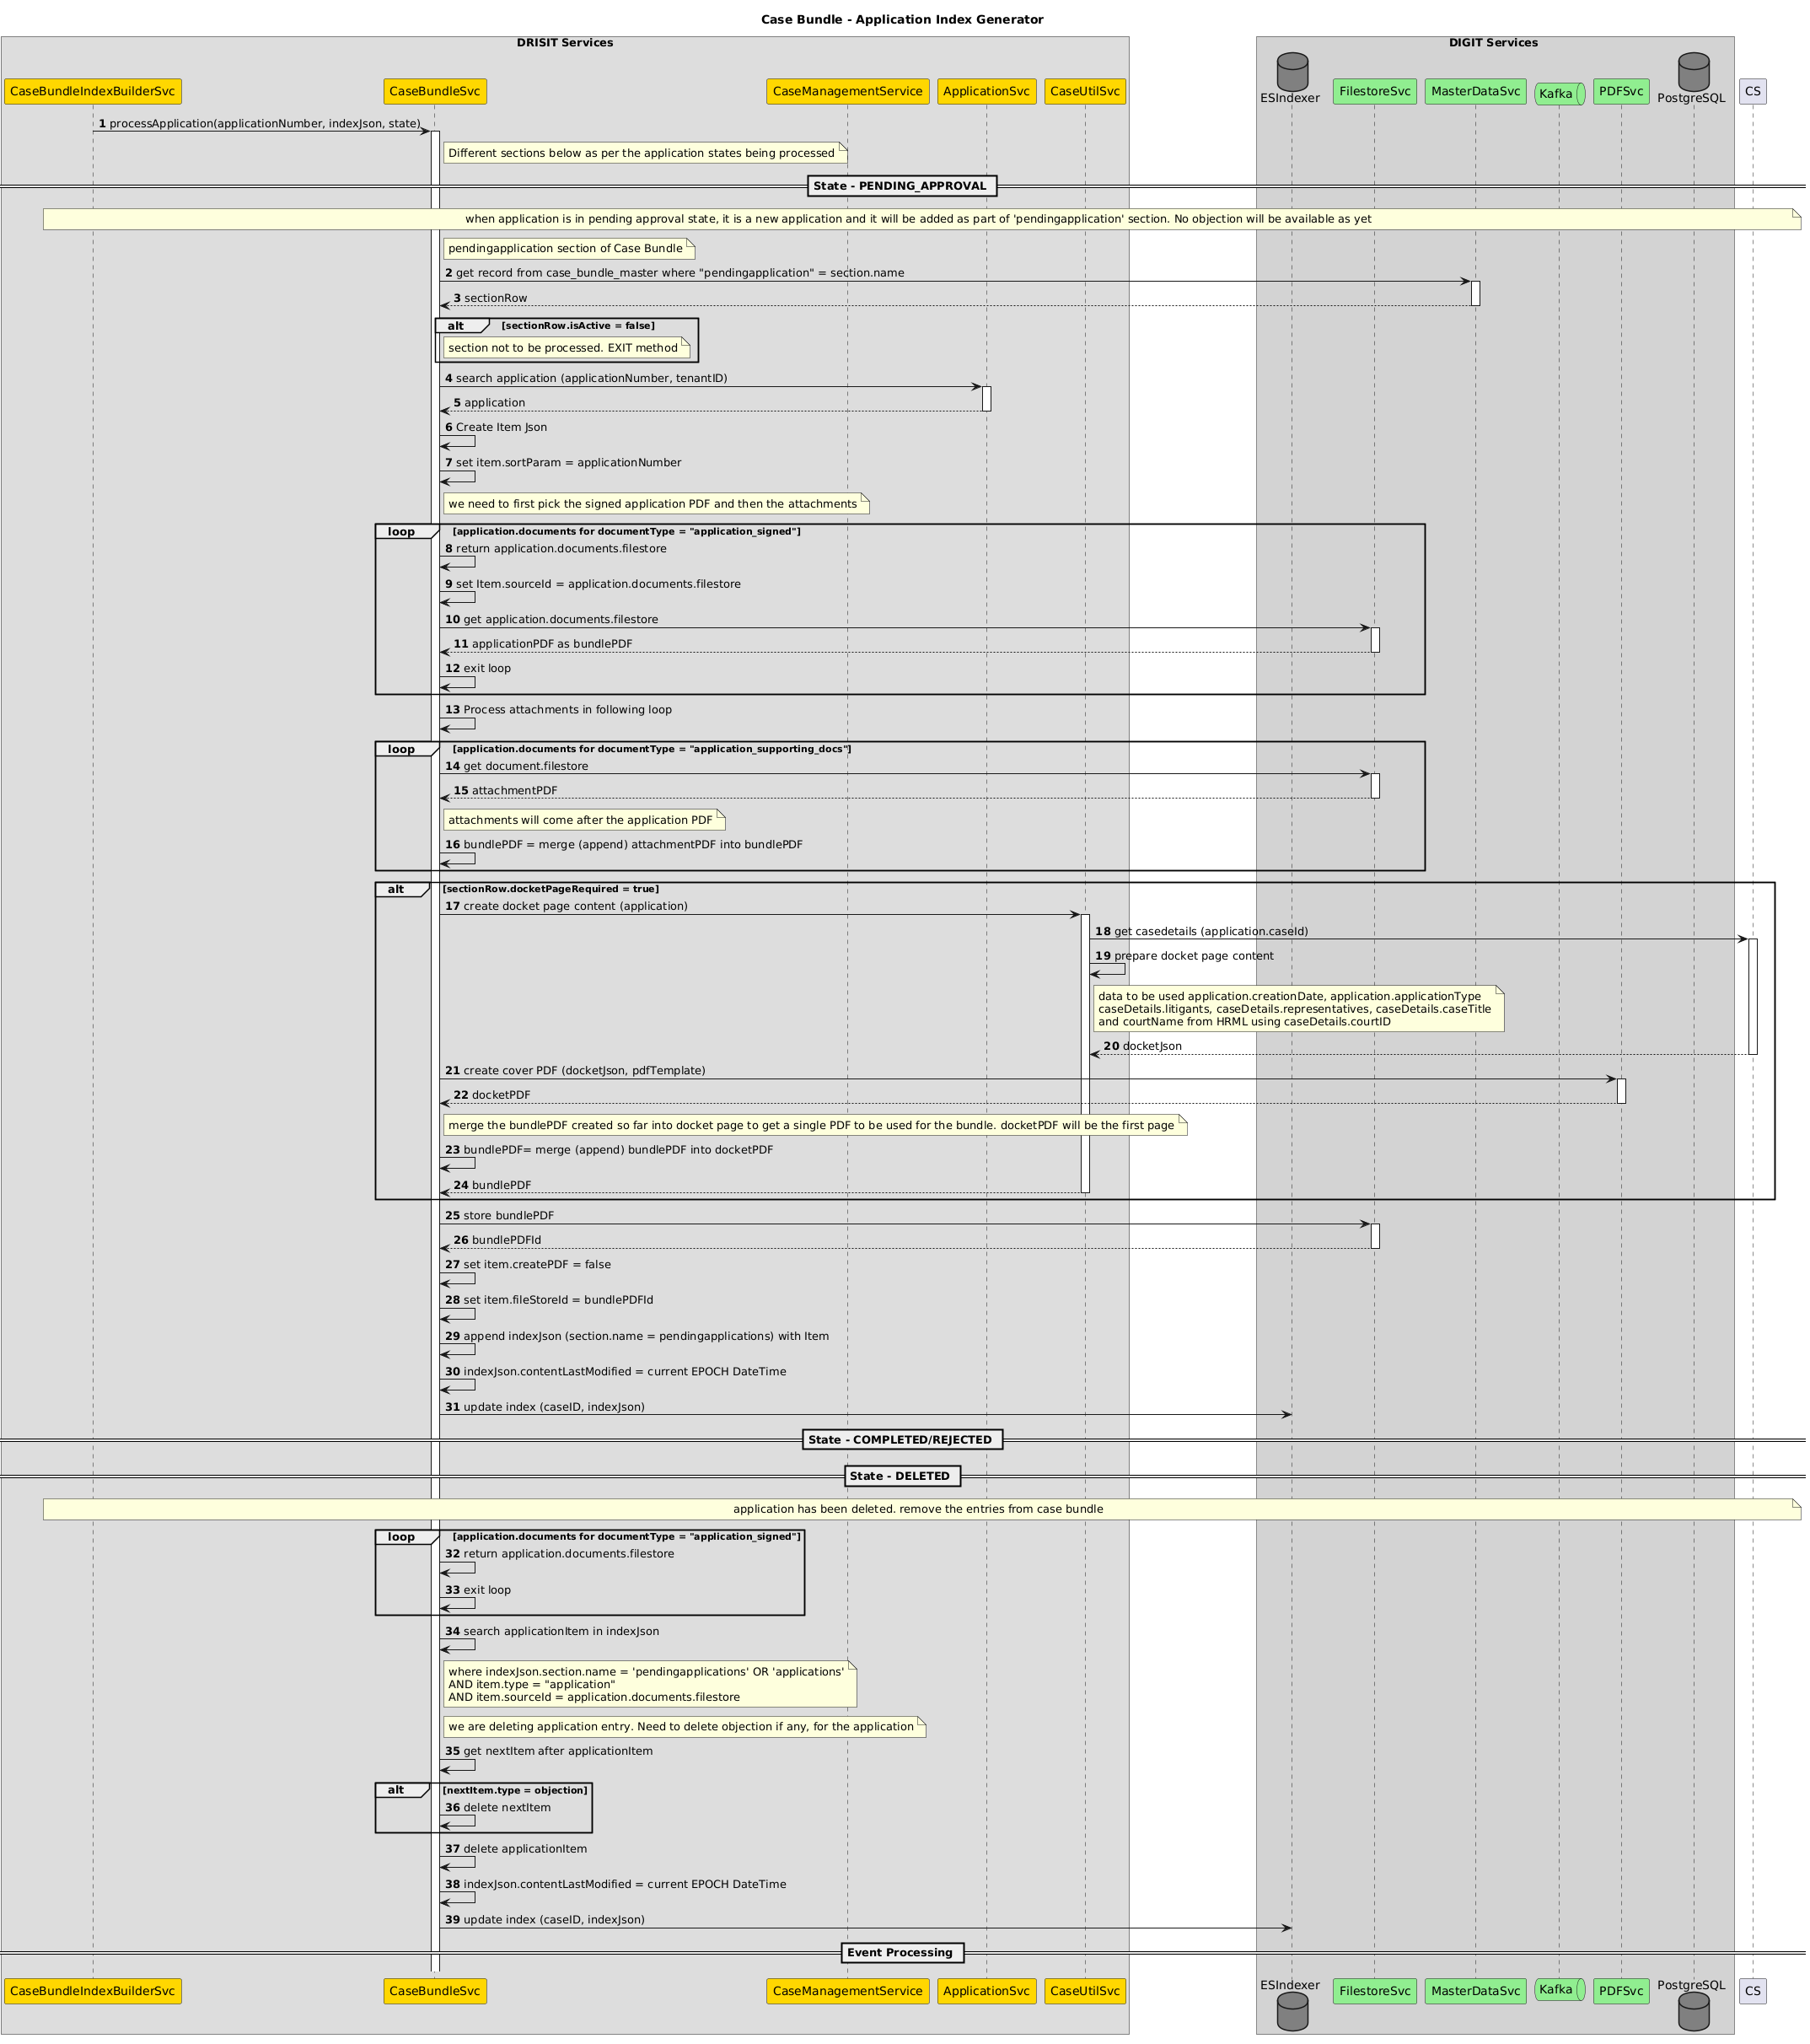 Case Bundle - Application Index Generator
DRISIT Services
DIGIT Services
CaseBundleIndexBuilderSvc
CaseBundleSvc
CaseManagementService
ApplicationSvc
CaseUtilSvc
ESIndexer
FilestoreSvc
MasterDataSvc
Kafka
PDFSvc
PostgreSQL
CS
1 processApplication(applicationNumber, indexJson, state)
Different sections below as per the application states being processed
State - PENDING_APPROVAL
when application is in pending approval state, it is a new application and it will be added as part of 'pendingapplication' section. No objection will be available as yet
pendingapplication section of Case Bundle
2 get record from case_bundle_master where "pendingapplication" = section.name
3 sectionRow
alt [sectionRow.isActive = false]
section not to be processed. EXIT method
4 search application (applicationNumber, tenantID)
5 application
6 Create Item Json
7 set item.sortParam = applicationNumber
we need to first pick the signed application PDF and then the attachments
loop [application.documents for documentType = "application_signed"]
8 return application.documents.filestore
9 set Item.sourceId = application.documents.filestore
10 get application.documents.filestore
11 applicationPDF as bundlePDF
12 exit loop
13 Process attachments in following loop
loop [application.documents for documentType = "application_supporting_docs"]
14 get document.filestore
15 attachmentPDF
attachments will come after the application PDF
16 bundlePDF = merge (append) attachmentPDF into bundlePDF
alt [sectionRow.docketPageRequired = true]
17 create docket page content (application)
18 get casedetails (application.caseId)
19 prepare docket page content
data to be used application.creationDate, application.applicationType
caseDetails.litigants, caseDetails.representatives, caseDetails.caseTitle
and courtName from HRML using caseDetails.courtID
20 docketJson
21 create cover PDF (docketJson, pdfTemplate)
22 docketPDF
merge the bundlePDF created so far into docket page to get a single PDF to be used for the bundle. docketPDF will be the first page
23 bundlePDF= merge (append) bundlePDF into docketPDF
24 bundlePDF
25 store bundlePDF
26 bundlePDFId
27 set item.createPDF = false
28 set item.fileStoreId = bundlePDFId
29 append indexJson (section.name = pendingapplications) with Item
30 indexJson.contentLastModified = current EPOCH DateTime
31 update index (caseID, indexJson)
State - COMPLETED/REJECTED
State - DELETED
application has been deleted. remove the entries from case bundle
loop [application.documents for documentType = "application_signed"]
32 return application.documents.filestore
33 exit loop
34 search applicationItem in indexJson
where indexJson.section.name = 'pendingapplications' OR 'applications'
AND item.type = "application"
AND item.sourceId = application.documents.filestore
we are deleting application entry. Need to delete objection if any, for the application
35 get nextItem after applicationItem
alt [nextItem.type = objection]
36 delete nextItem
37 delete applicationItem
38 indexJson.contentLastModified = current EPOCH DateTime
39 update index (caseID, indexJson)
Event Processing
CaseBundleIndexBuilderSvc
CaseBundleSvc
CaseManagementService
ApplicationSvc
CaseUtilSvc
ESIndexer
FilestoreSvc
MasterDataSvc
Kafka
PDFSvc
PostgreSQL
CS